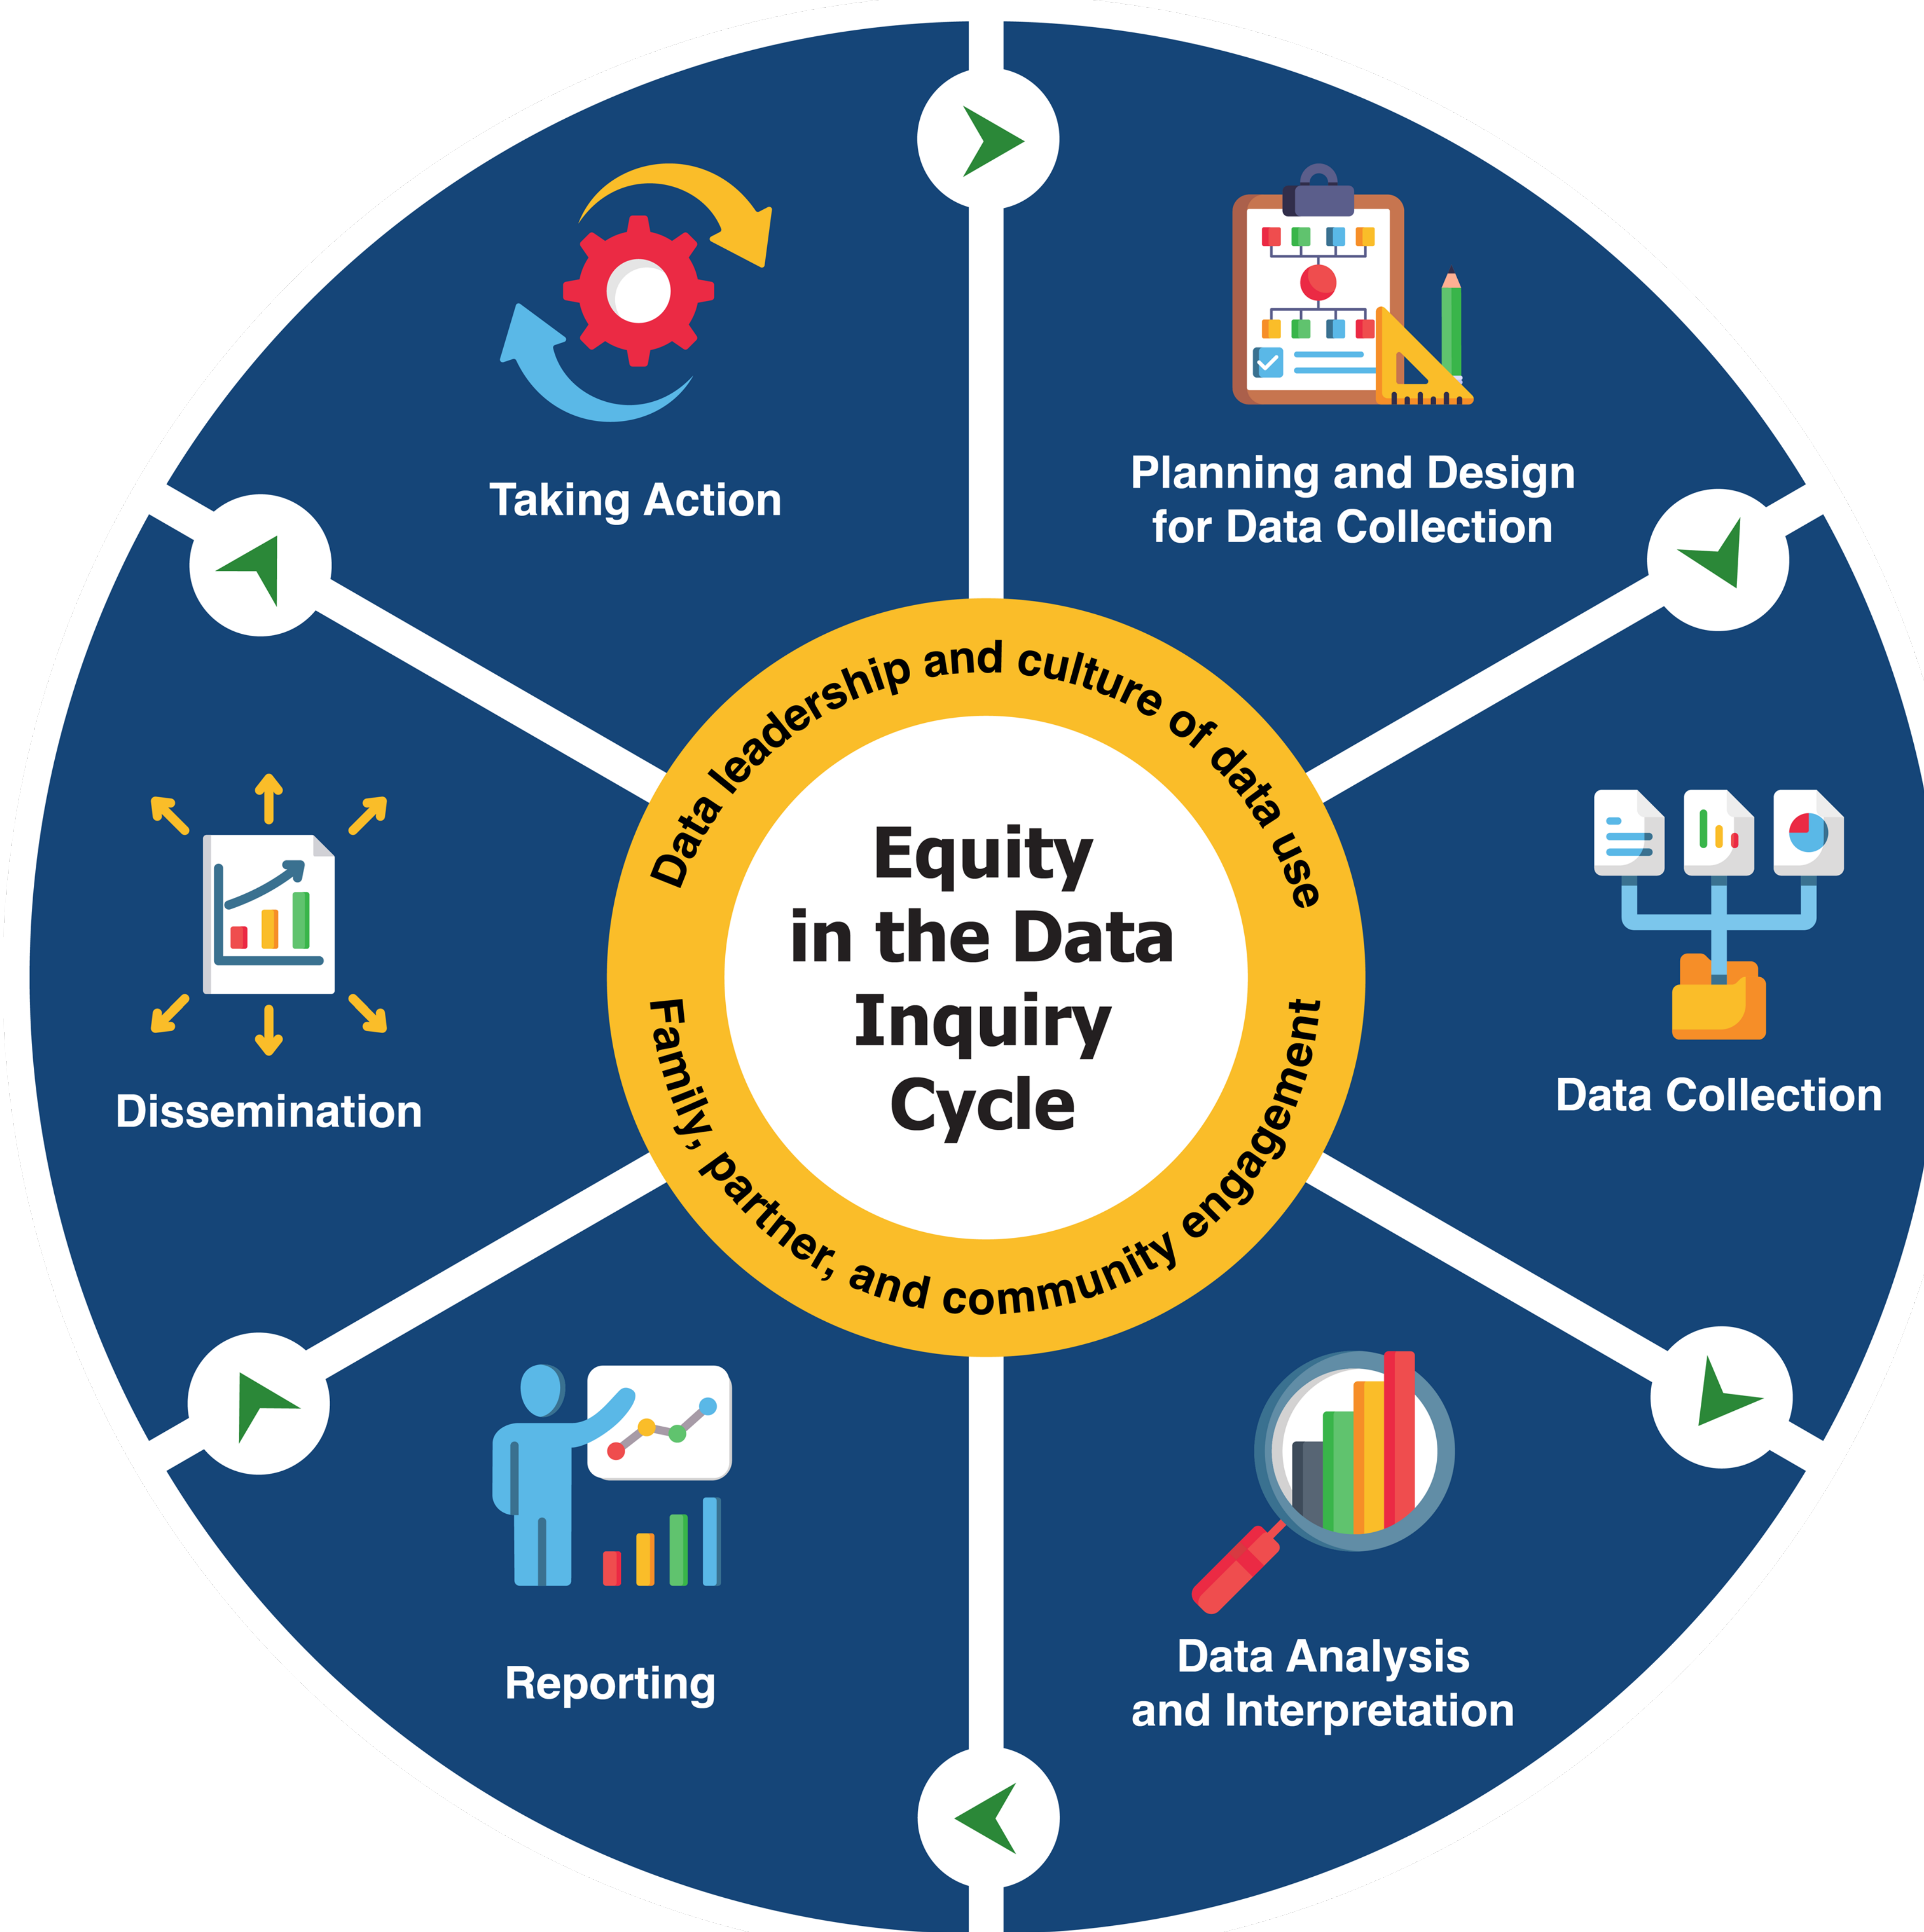 Taking Action
Planning and Design
for Data Collection
Data leadership and culture of data use
Equity
in the Data
Inquiry
Cycle
Family, partner, and community engagement
Dissemination
Data Collection
Reporting
Data Analysis
and Interpretation